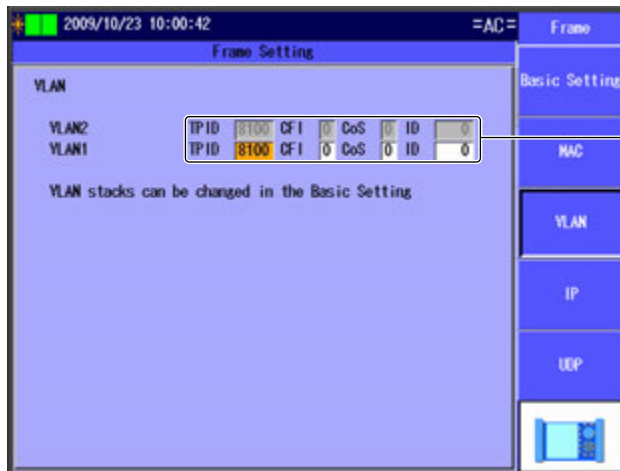 2009/10/23 10:00:42 =AC=
Frame
Frame Setting
VLAN
VLAN2 TPID 8100 CFI 0 CoS 0 ID 0
VLAN1 TPID 8100 CFI 0 CoS 0 ID 0
VLAN stacks can be changed in the Basic Setting
Basic Setting
MAC
VLAN
IP
UDP